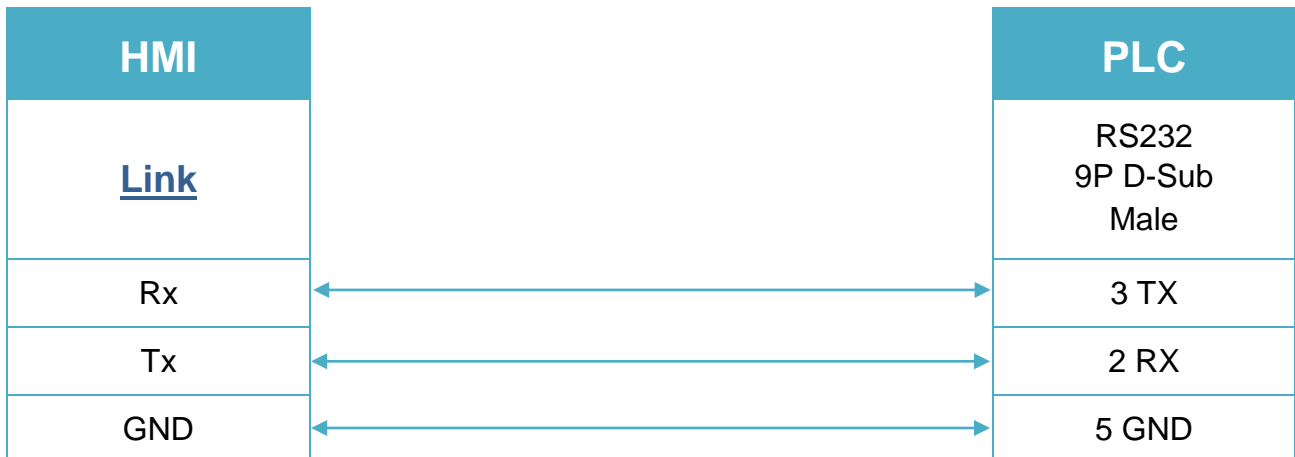 HMI
PLC
Link
RS232
9P D-Sub
Male
Rx
3 TX
Tx
2 RX
GND
5 GND